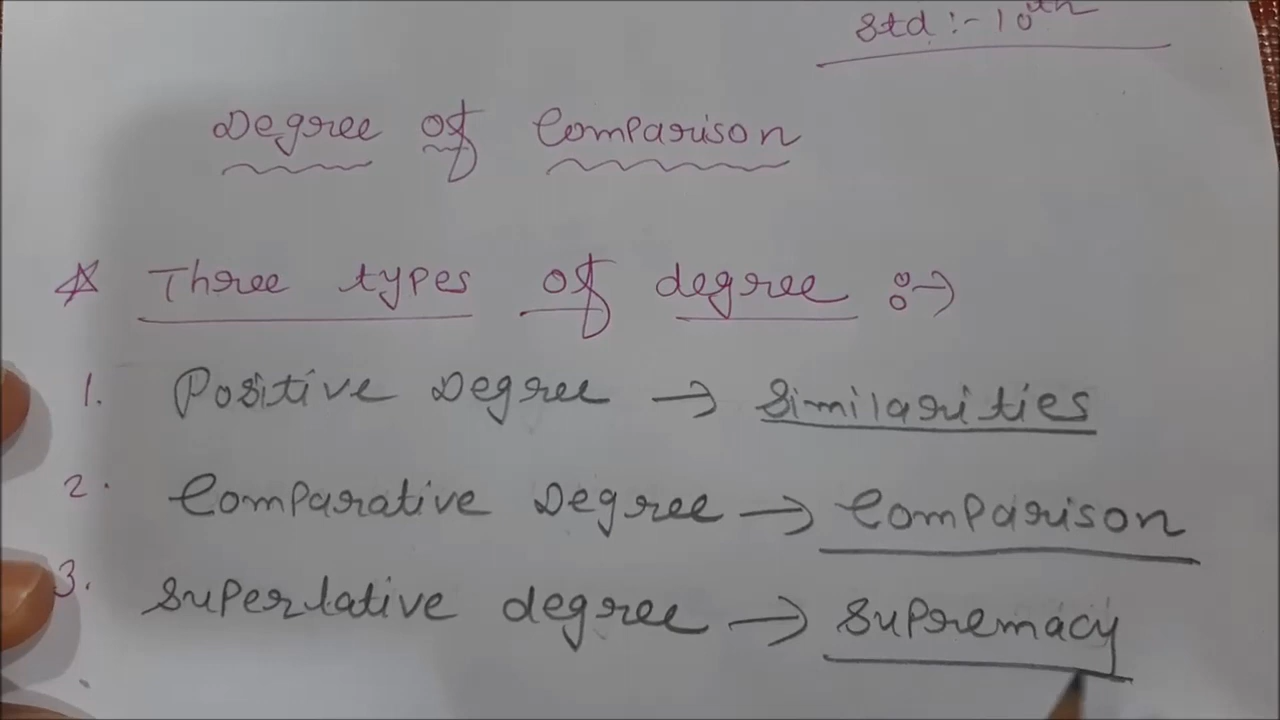 Std :- 10th
Degree of Comparison
☆ Three types of degree :→
1. Positive Degree → Similarities
2. Comparative Degree → Comparison
3. Superlative degree → Supremacy